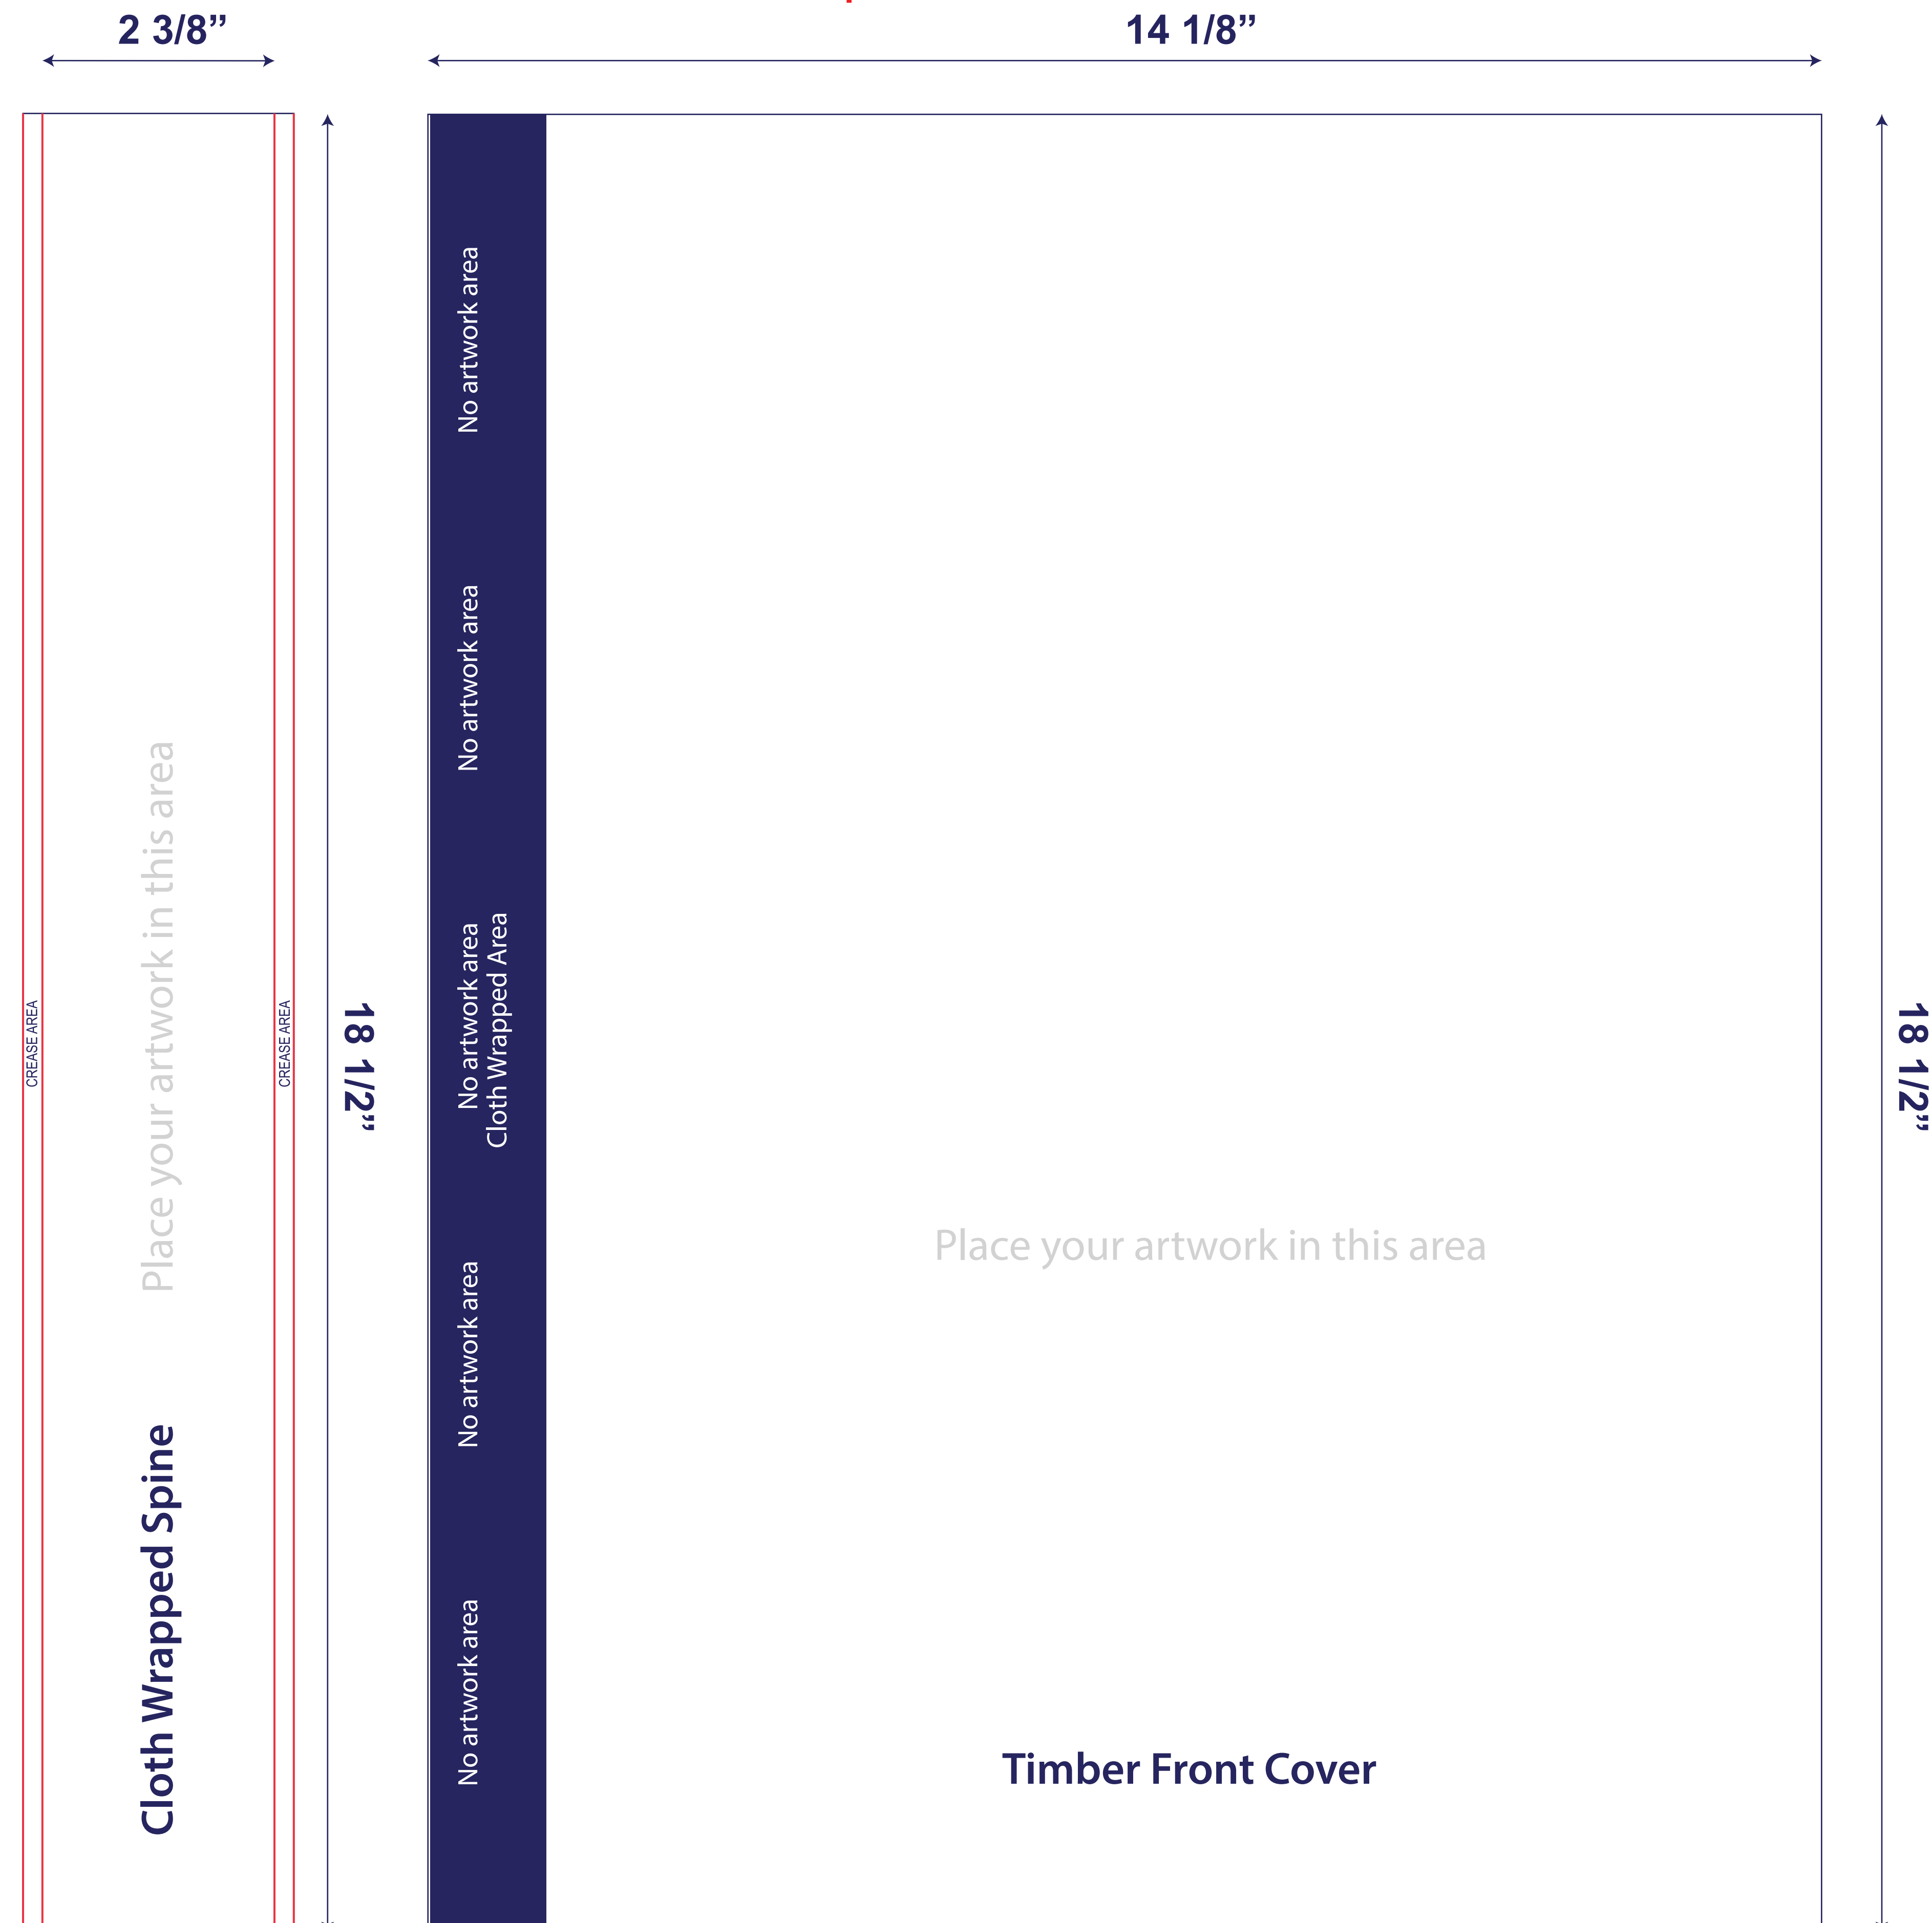 2 3/8”
14 1/8”
CREASE AREA
Place your artwork in this area
Cloth Wrapped Spine
CREASE AREA
18 1/2”
No artwork area
No artwork area
No artwork area
Cloth Wrapped Area
No artwork area
No artwork area
Place your artwork in this area
Timber Front Cover
18 1/2”